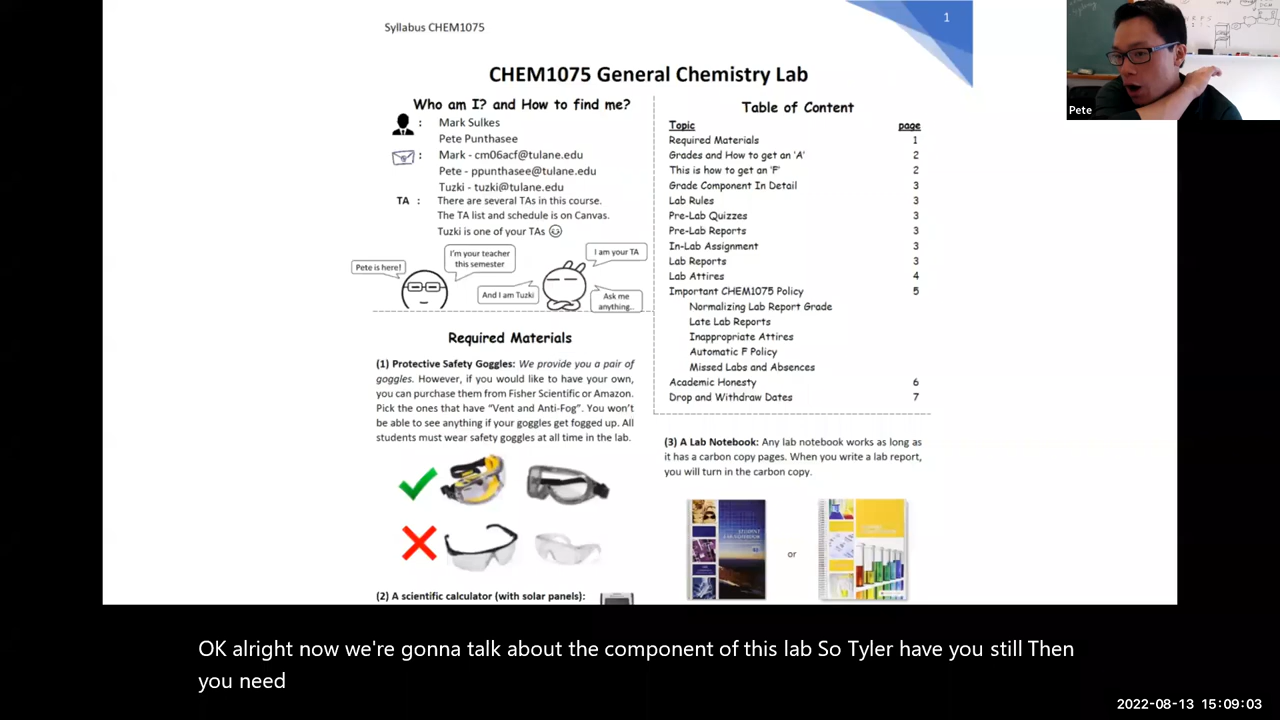 Syllabus CHEM1075
1
CHEM1075 General Chemistry Lab
Who am I? and How to find me?
: Mark Sulkes
Pete Punthasee
: Mark - cm06acf@tulane.edu
Pete - ppunthasee@tulane.edu
Tuzki - tuzki@tulane.edu
TA : There are several TAs in this course.
The TA list and schedule is on Canvas.
Tuzki is one of your TAs
Pete is here!
I'm your teacher
this semester
I am your TA
And I am Tuzki
Ask me
anything..
Required Materials
(1) Protective Safety Goggles: We provide you a pair of
goggles. However, if you would like to have your own,
you can purchase them from Fisher Scientific or Amazon.
Pick the ones that have “Vent and Anti-Fog”. You won’t
be able to see anything if your goggles get fogged up. All
students must wear safety goggles at all time in the lab.
(2) A scientific calculator (with solar panels):
Table of Content
Topic page
Required Materials 1
Grades and How to get an ‘A’ 2
This is how to get an ‘F’ 2
Grade Component In Detail 3
Lab Rules 3
Pre-Lab Quizzes 3
Pre-Lab Reports 3
In-Lab Assignment 3
Lab Reports 3
Lab Attires 4
Important CHEM1075 Policy 5
Normalizing Lab Report Grade
Late Lab Reports
Inappropriate Attires
Automatic F Policy
Missed Labs and Absences
Academic Honesty 6
Drop and Withdraw Dates 7
(3) A Lab Notebook: Any lab notebook works as long as
it has a carbon copy pages. When you write a lab report,
you will turn in the carbon copy.
STUDENT
LAB NOTEBOOK
or
Pete
OK alright now we're gonna talk about the component of this lab So Tyler have you still Then
you need
2022-08-13 15:09:03